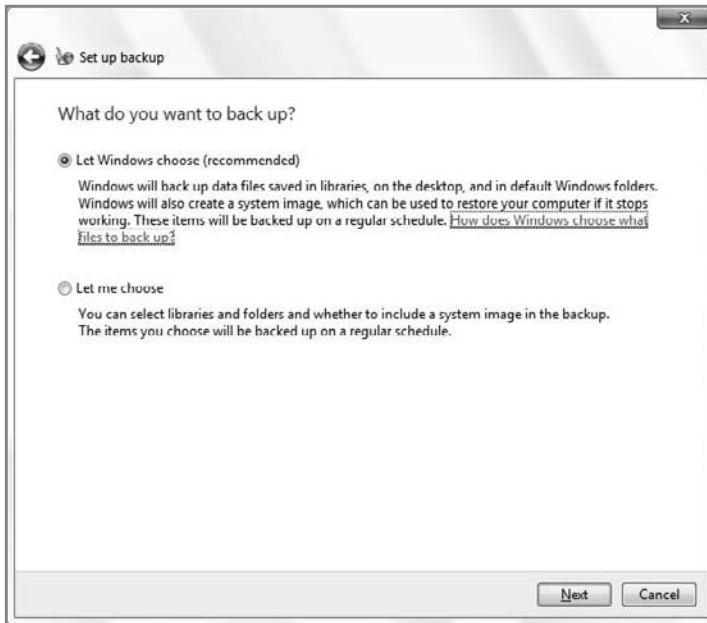 Set up backup
What do you want to back up?
Let Windows choose (recommended)
Windows will back up data files saved in libraries, on the desktop, and in default Windows folders.
Windows will also create a system image, which can be used to restore your computer if it stops
working. These items will be backed up on a regular schedule. How does Windows choose what
files to back up?
Let me choose
You can select libraries and folders and whether to include a system image in the backup.
The items you choose will be backed up on a regular schedule.
Next Cancel